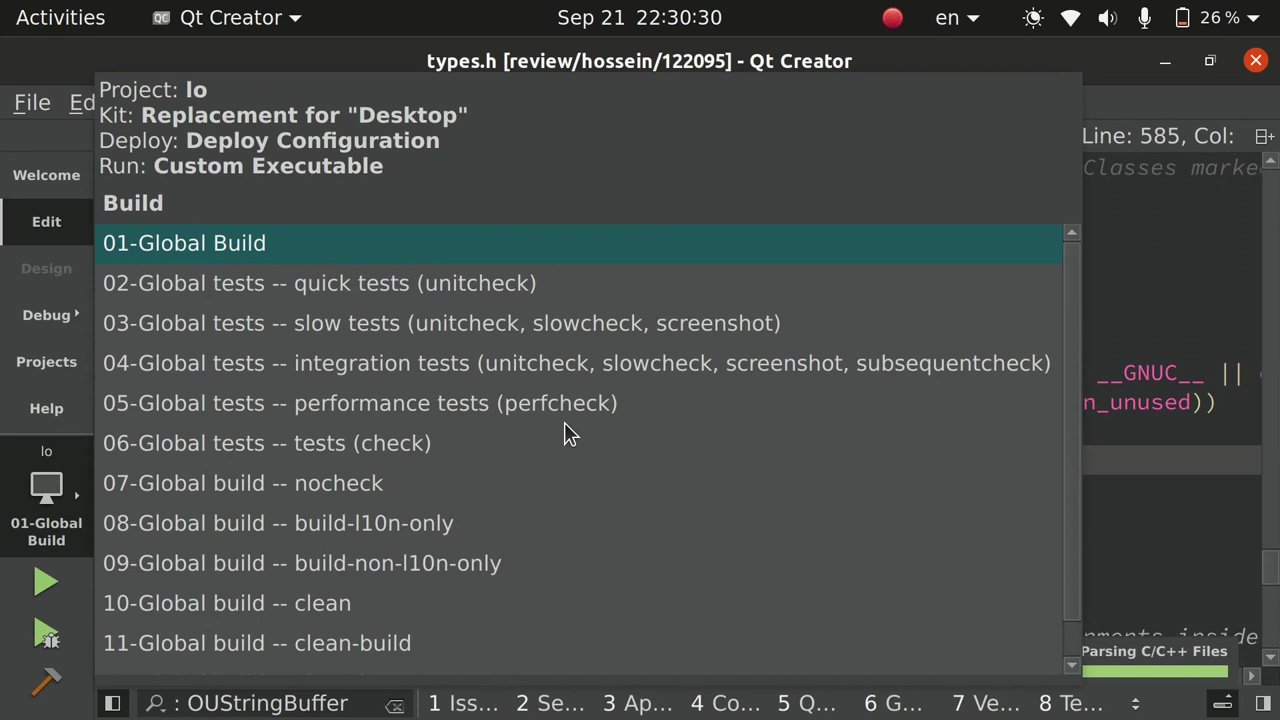 Activities
Qt Creator
Sep 21 22:30:30
en
26 %
types.h [review/hossein/122095] - Qt Creator
File Ed
Project: lo
Kit: Replacement for "Desktop"
Deploy: Deploy Configuration
Run: Custom Executable
Line: 585, Col:
Classes marke
Build
Welcome
Edit
Design
Debug
Projects
Help
lo
01-Global
Build
01-Global Build
02-Global tests -- quick tests (unitcheck)
03-Global tests -- slow tests (unitcheck, slowcheck, screenshot)
04-Global tests -- integration tests (unitcheck, slowcheck, screenshot, subsequentcheck)
05-Global tests -- performance tests (perfcheck)
06-Global tests -- tests (check)
07-Global build -- nocheck
08-Global build -- build-l10n-only
09-Global build -- build-non-l10n-only
10-Global build -- clean
11-Global build -- clean-build
__GNUC__ ||
n_unused))
ments inside
Parsing C/C++ Files
: OUStringBuffer
1 Iss... 2 Se... 3 Ap... 4 Co... 5 Q... 6 G... 7 Ve... 8 Te...